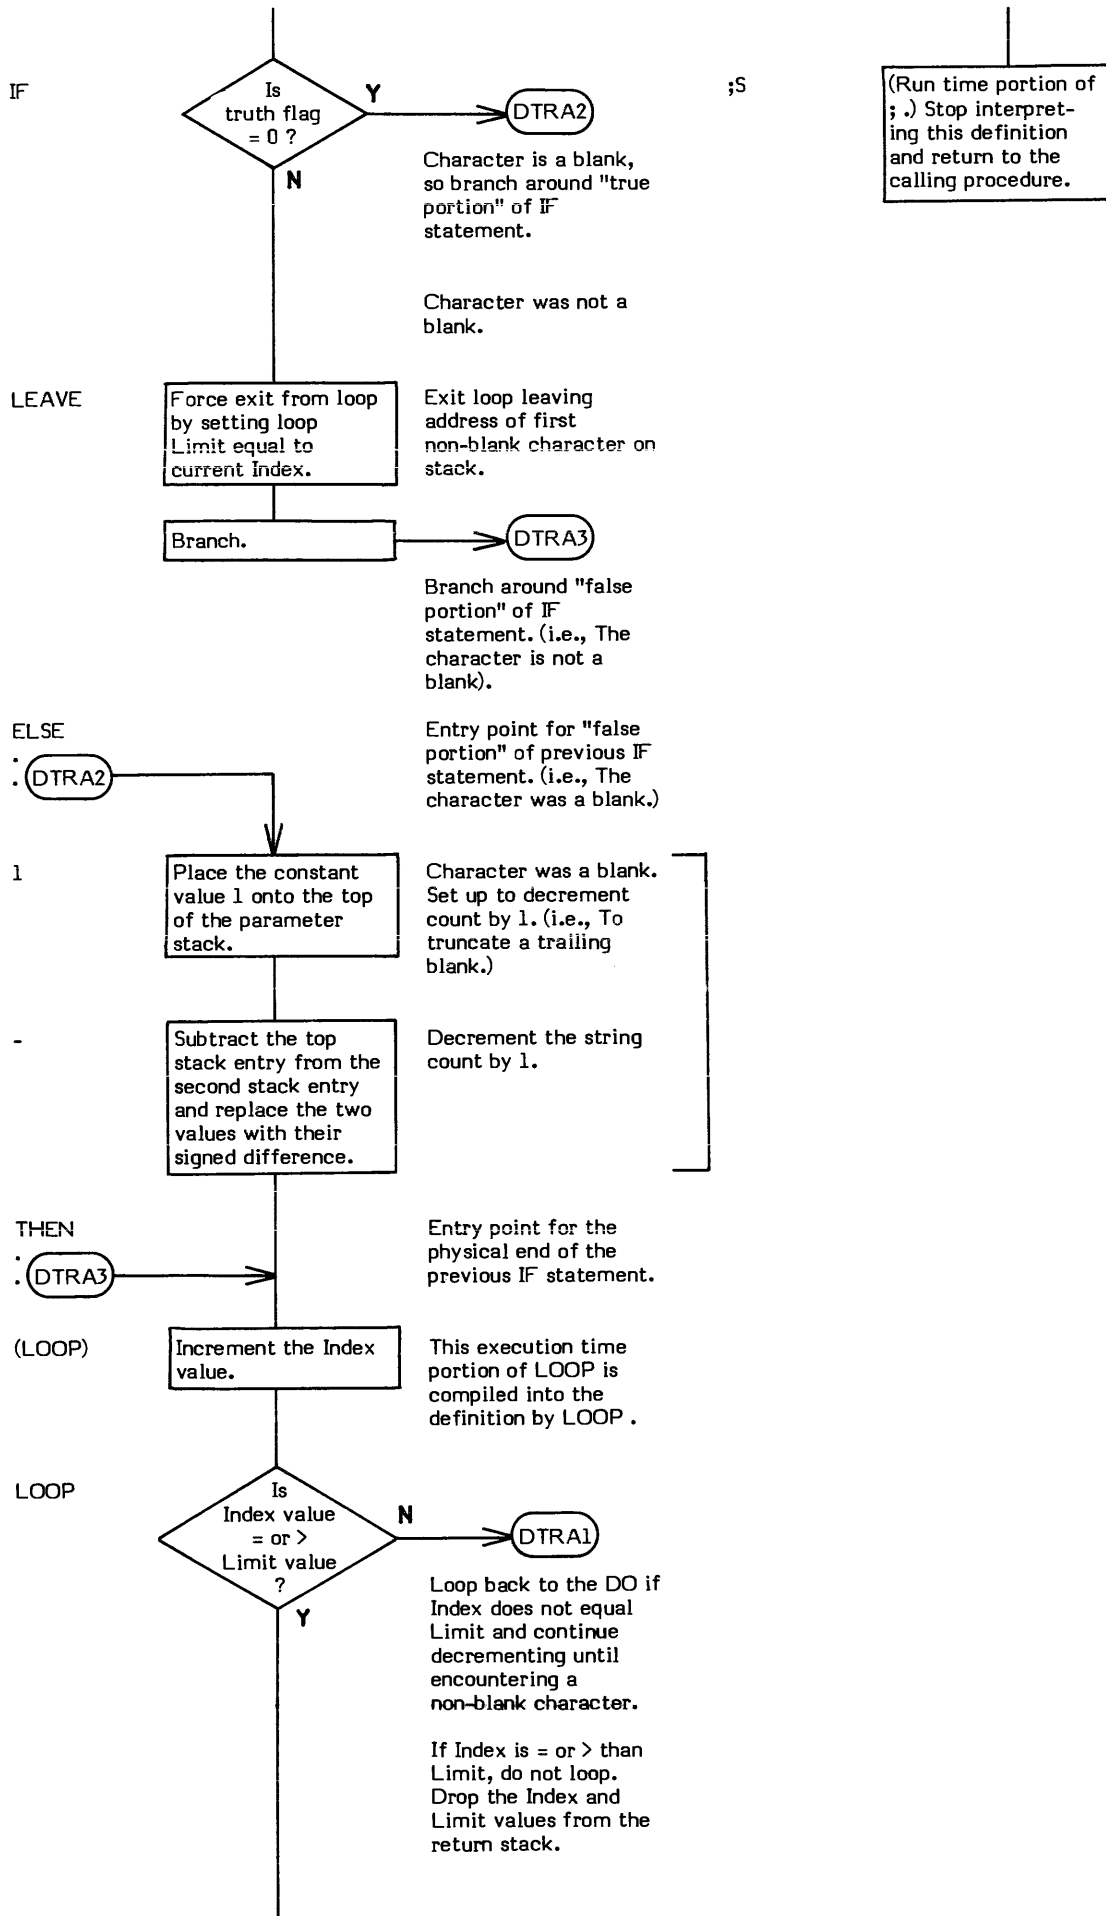 IF
Is
truth flag
= 0 ?
Y
N
DTRA2
Character is a blank,
so branch around "true
portion" of IF
statement.
Character was not a
blank.
LEAVE
Force exit from loop
by setting loop
Limit equal to
current Index.
Exit loop leaving
address of first
non-blank character on
stack.
Branch.
DTRA3
Branch around "false
portion" of IF
statement. (i.e., The
character is not a
blank).
ELSE
: DTRA2
Entry point for "false
portion" of previous IF
statement. (i.e., The
character was a blank.)
1
Place the constant
value 1 onto the top
of the parameter
stack.
Character was a blank.
Set up to decrement
count by 1. (i.e., To
truncate a trailing
blank.)
-
Subtract the top
stack entry from the
second stack entry
and replace the two
values with their
signed difference.
Decrement the string
count by 1.
THEN
: DTRA3
Entry point for the
physical end of the
previous IF statement.
(LOOP)
Increment the Index
value.
This execution time
portion of LOOP is
compiled into the
definition by LOOP .
LOOP
Is
Index value
= or >
Limit value
?
N
Y
DTRA1
Loop back to the DO if
Index does not equal
Limit and continue
decrementing until
encountering a
non-blank character.
If Index is = or > than
Limit, do not loop.
Drop the Index and
Limit values from the
return stack.
;S
(Run time portion of
; .) Stop interpret-
ing this definition
and return to the
calling procedure.